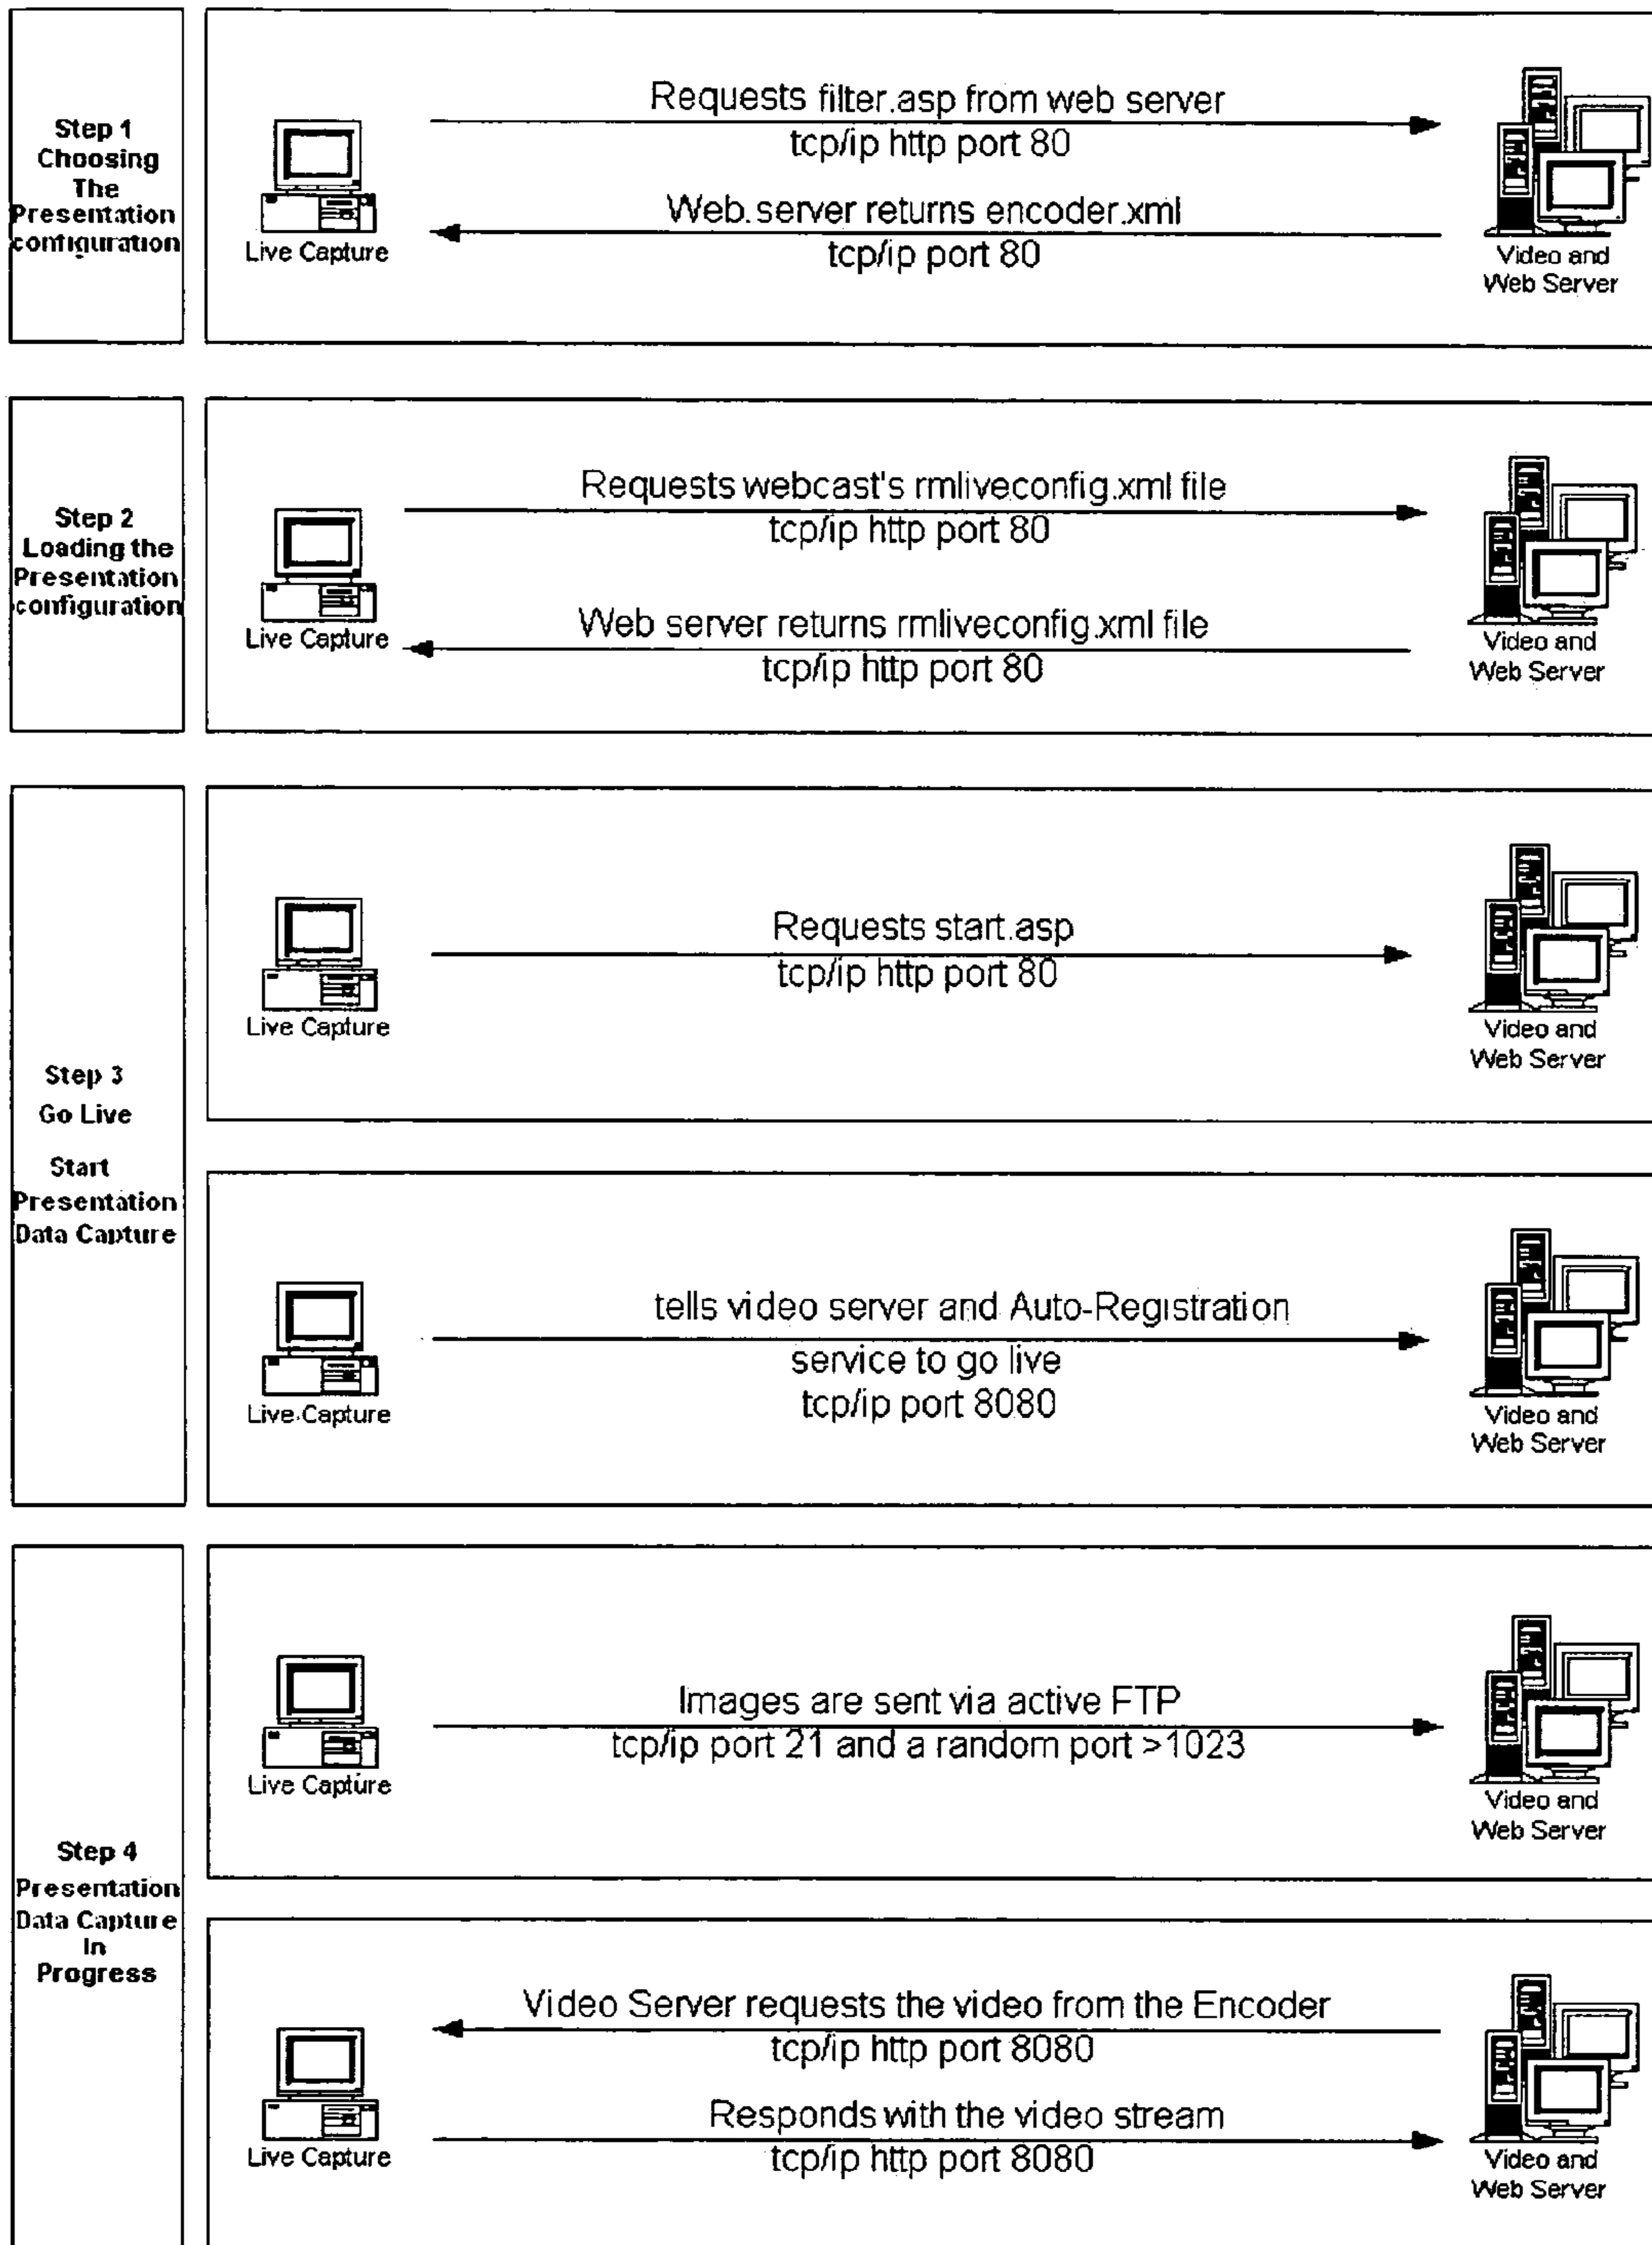 Step 1
Choosing
The
Presentation
configuration
Requests filter.asp from web server
tcp/ip http port 80
Web.server returns encoder.xml
tcp/ip port 80
Live Capture
Video and
Web Server
Step 2
Loading the
Presentation
configuration
Requests webcast's rmliveconfig.xml file
tcp/ip http port 80
Web server returns rmliveconfig.xml file
tcp/ip http port 80
Live Capture
Video and
Web Server
Step 3
Go Live
Start
Presentation
Data Capture
Requests start.asp
tcp/ip http port 80
Live Capture
Video and
Web Server
tells video server and Auto-Registration
service to go live
tcp/ip port 8080
Live Capture
Video and
Web Server
Step 4
Presentation
Data Capture
In
Progress
Images are sent via active FTP
tcp/ip port 21 and a random port >1023
Live Capture
Video and
Web Server
Video Server requests the video from the Encoder
tcp/ip http port 8080
Responds with the video stream
tcp/ip http port 8080
Live Capture
Video and
Web Server